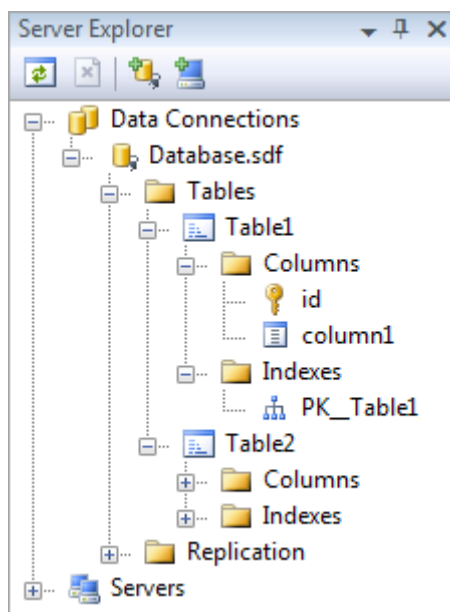 Server Explorer
Data Connections
Database.sdf
Tables
Table1
Columns
id
column1
Indexes
PK__Table1
Table2
Columns
Indexes
Replication
Servers